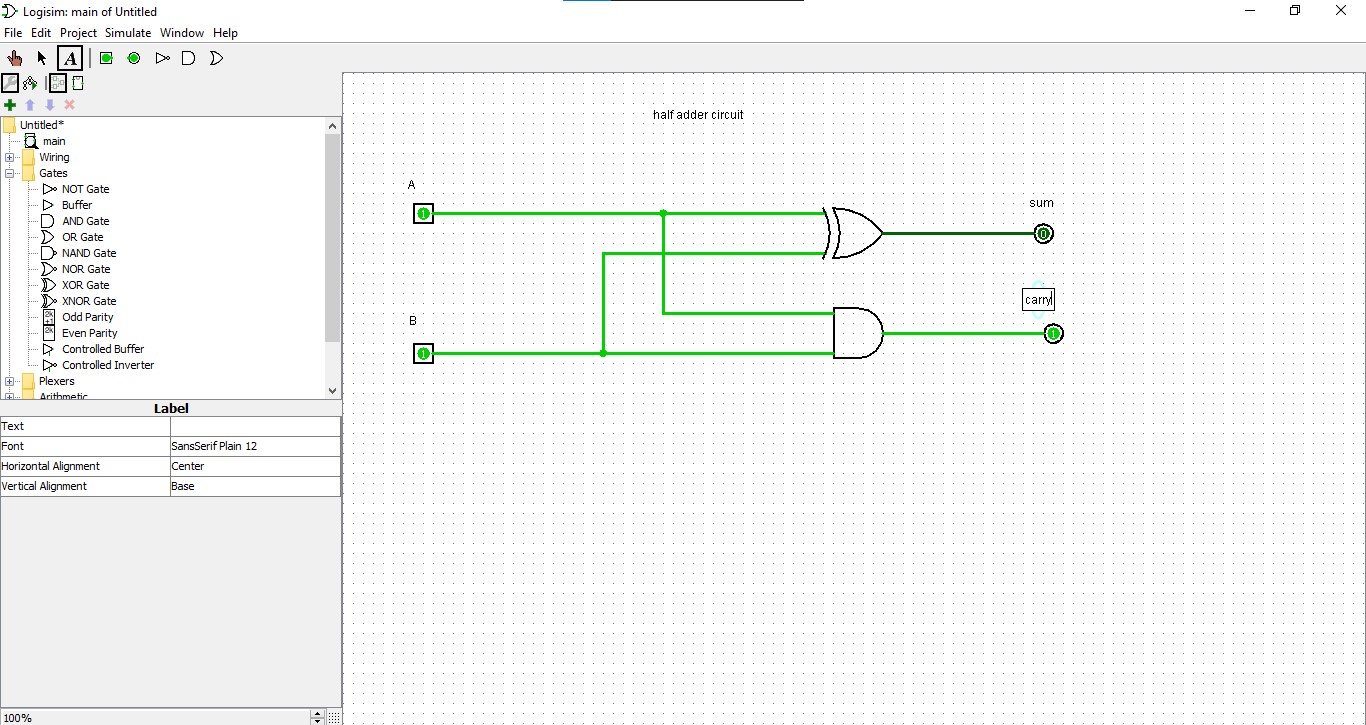 Logisim: main of Untitled
File Edit Project Simulate Window Help
A
Untitled*
main
Wiring
Gates
NOT Gate
Buffer
AND Gate
OR Gate
NAND Gate
NOR Gate
XOR Gate
XNOR Gate
Odd Parity
Even Parity
Controlled Buffer
Controlled Inverter
Plexers
Arithmetic
Label
Text
Font SansSerif Plain 12
Horizontal Alignment Center
Vertical Alignment Base
100%
half adder circuit
A
1
sum
0
carry
1
B
1